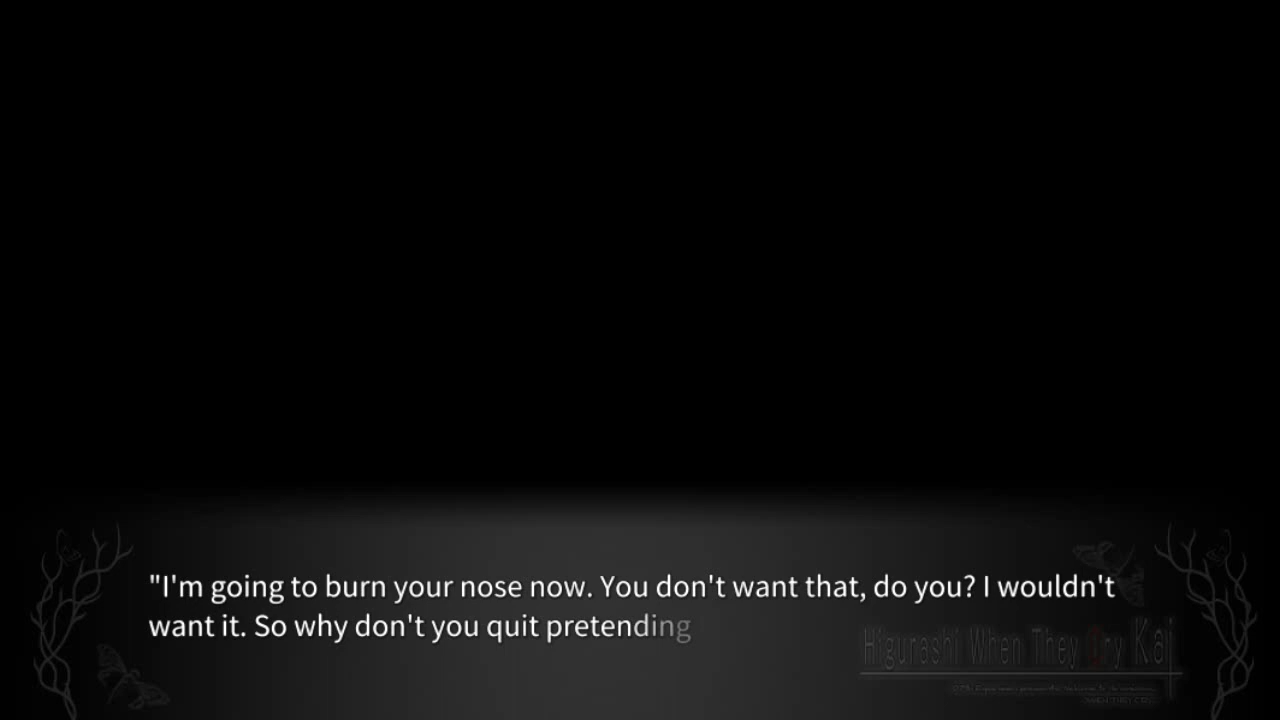 "I'm going to burn your nose now. You don't want that, do you? I wouldn't
want it. So why don't you quit pretending
Higurashi When They Cry Kai